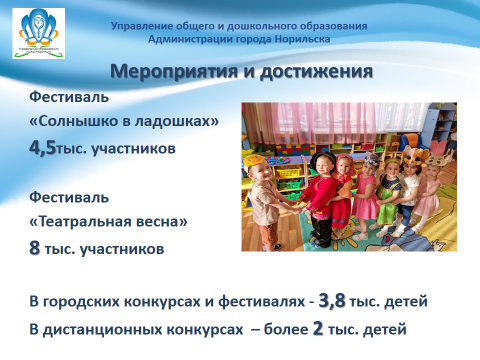 Управление общего и дошкольного образования
Администрации города Норильска
Мероприятия и достижения
Фестиваль
«Солнышко в ладошках»
4,5тыс. участников
Фестиваль
«Театральная весна»
8 тыс. участников
В городских конкурсах и фестивалях - 3,8 тыс. детей
В дистанционных конкурсах – более 2 тыс. детей